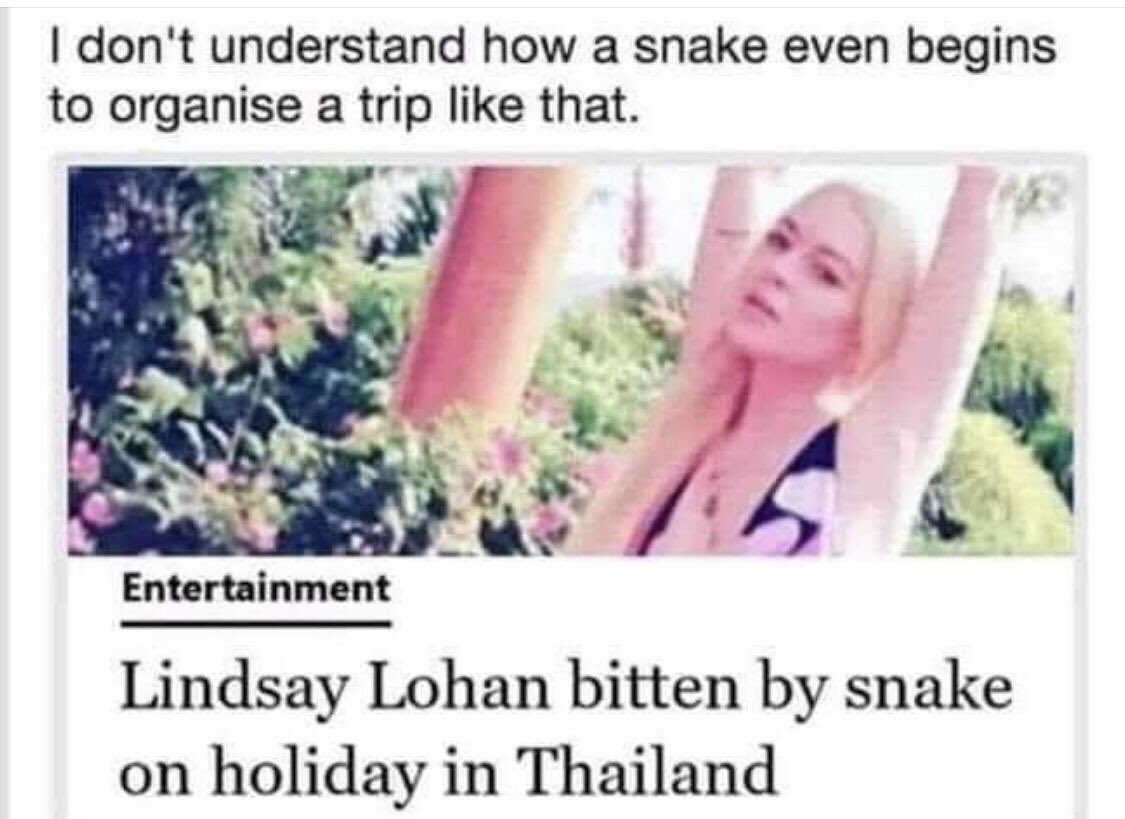 I don't understand how a snake even begins
to organise a trip like that.
Entertainment
Lindsay Lohan bitten by snake
on holiday in Thailand